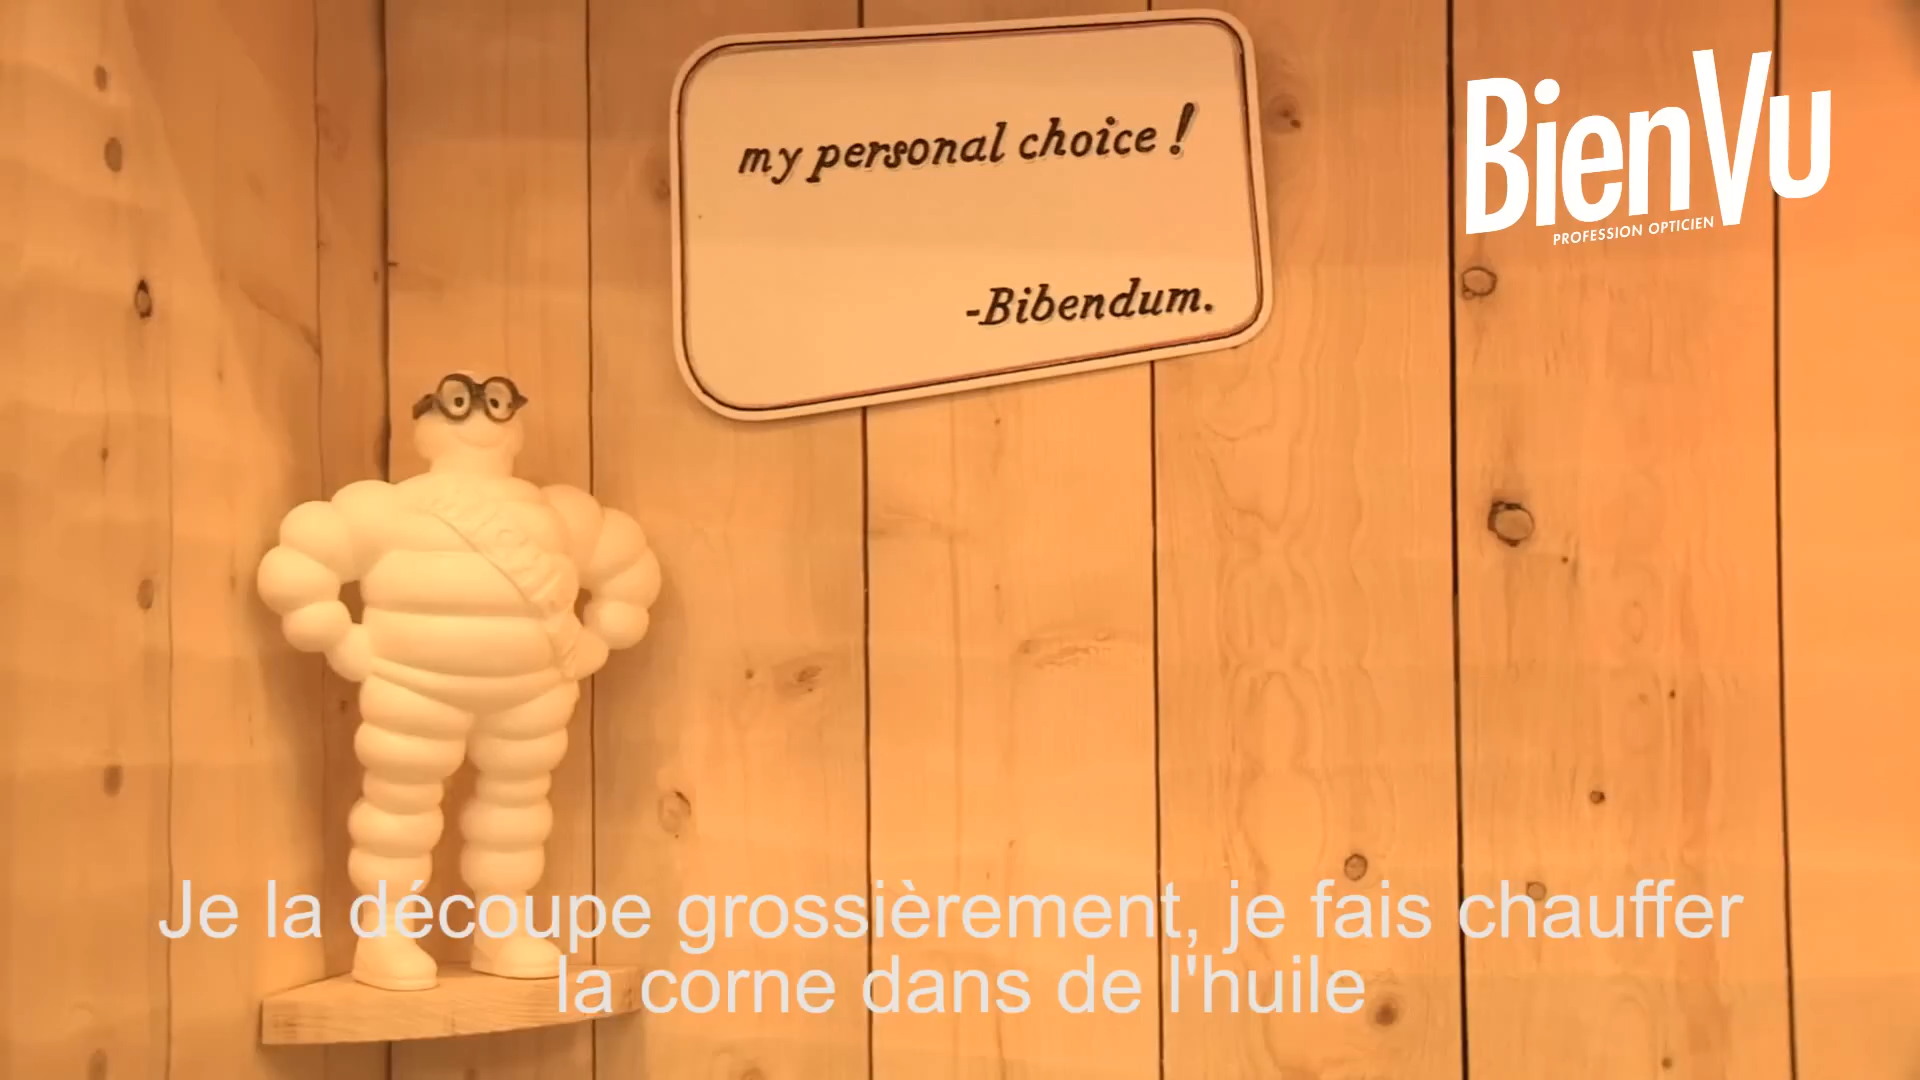 my personal choice !
-Bibendum.
BienVu
PROFESSION OPTICIEN
Je la découpe grossièrement, je fais chauffer
la corne dans de l'huile